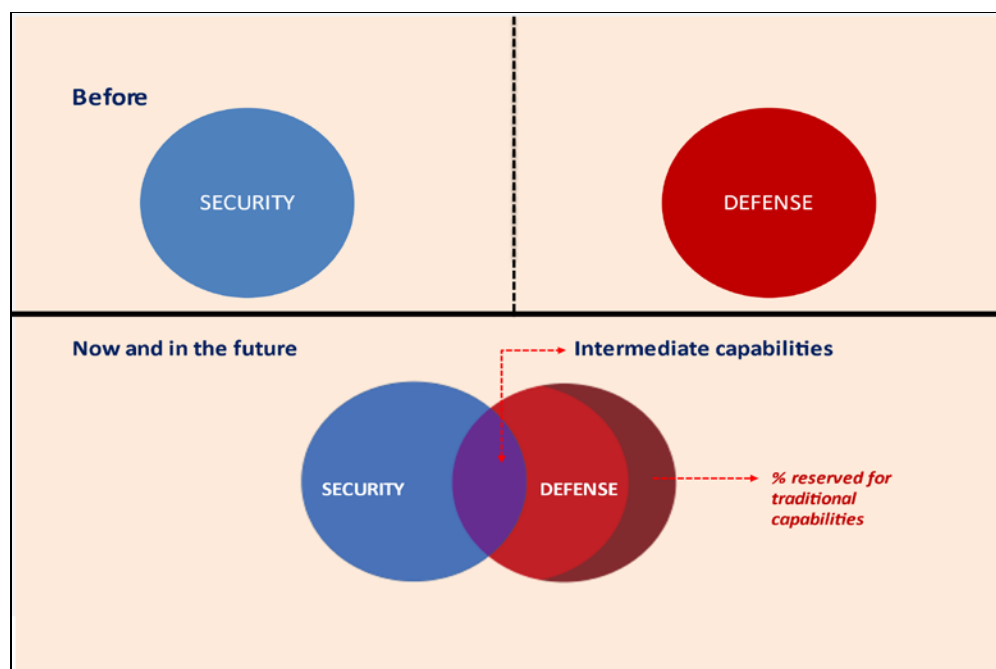 Before
SECURITY
DEFENSE
Now and in the future
Intermediate capabilities
SECURITY
DEFENSE
% reserved for
traditional
capabilities